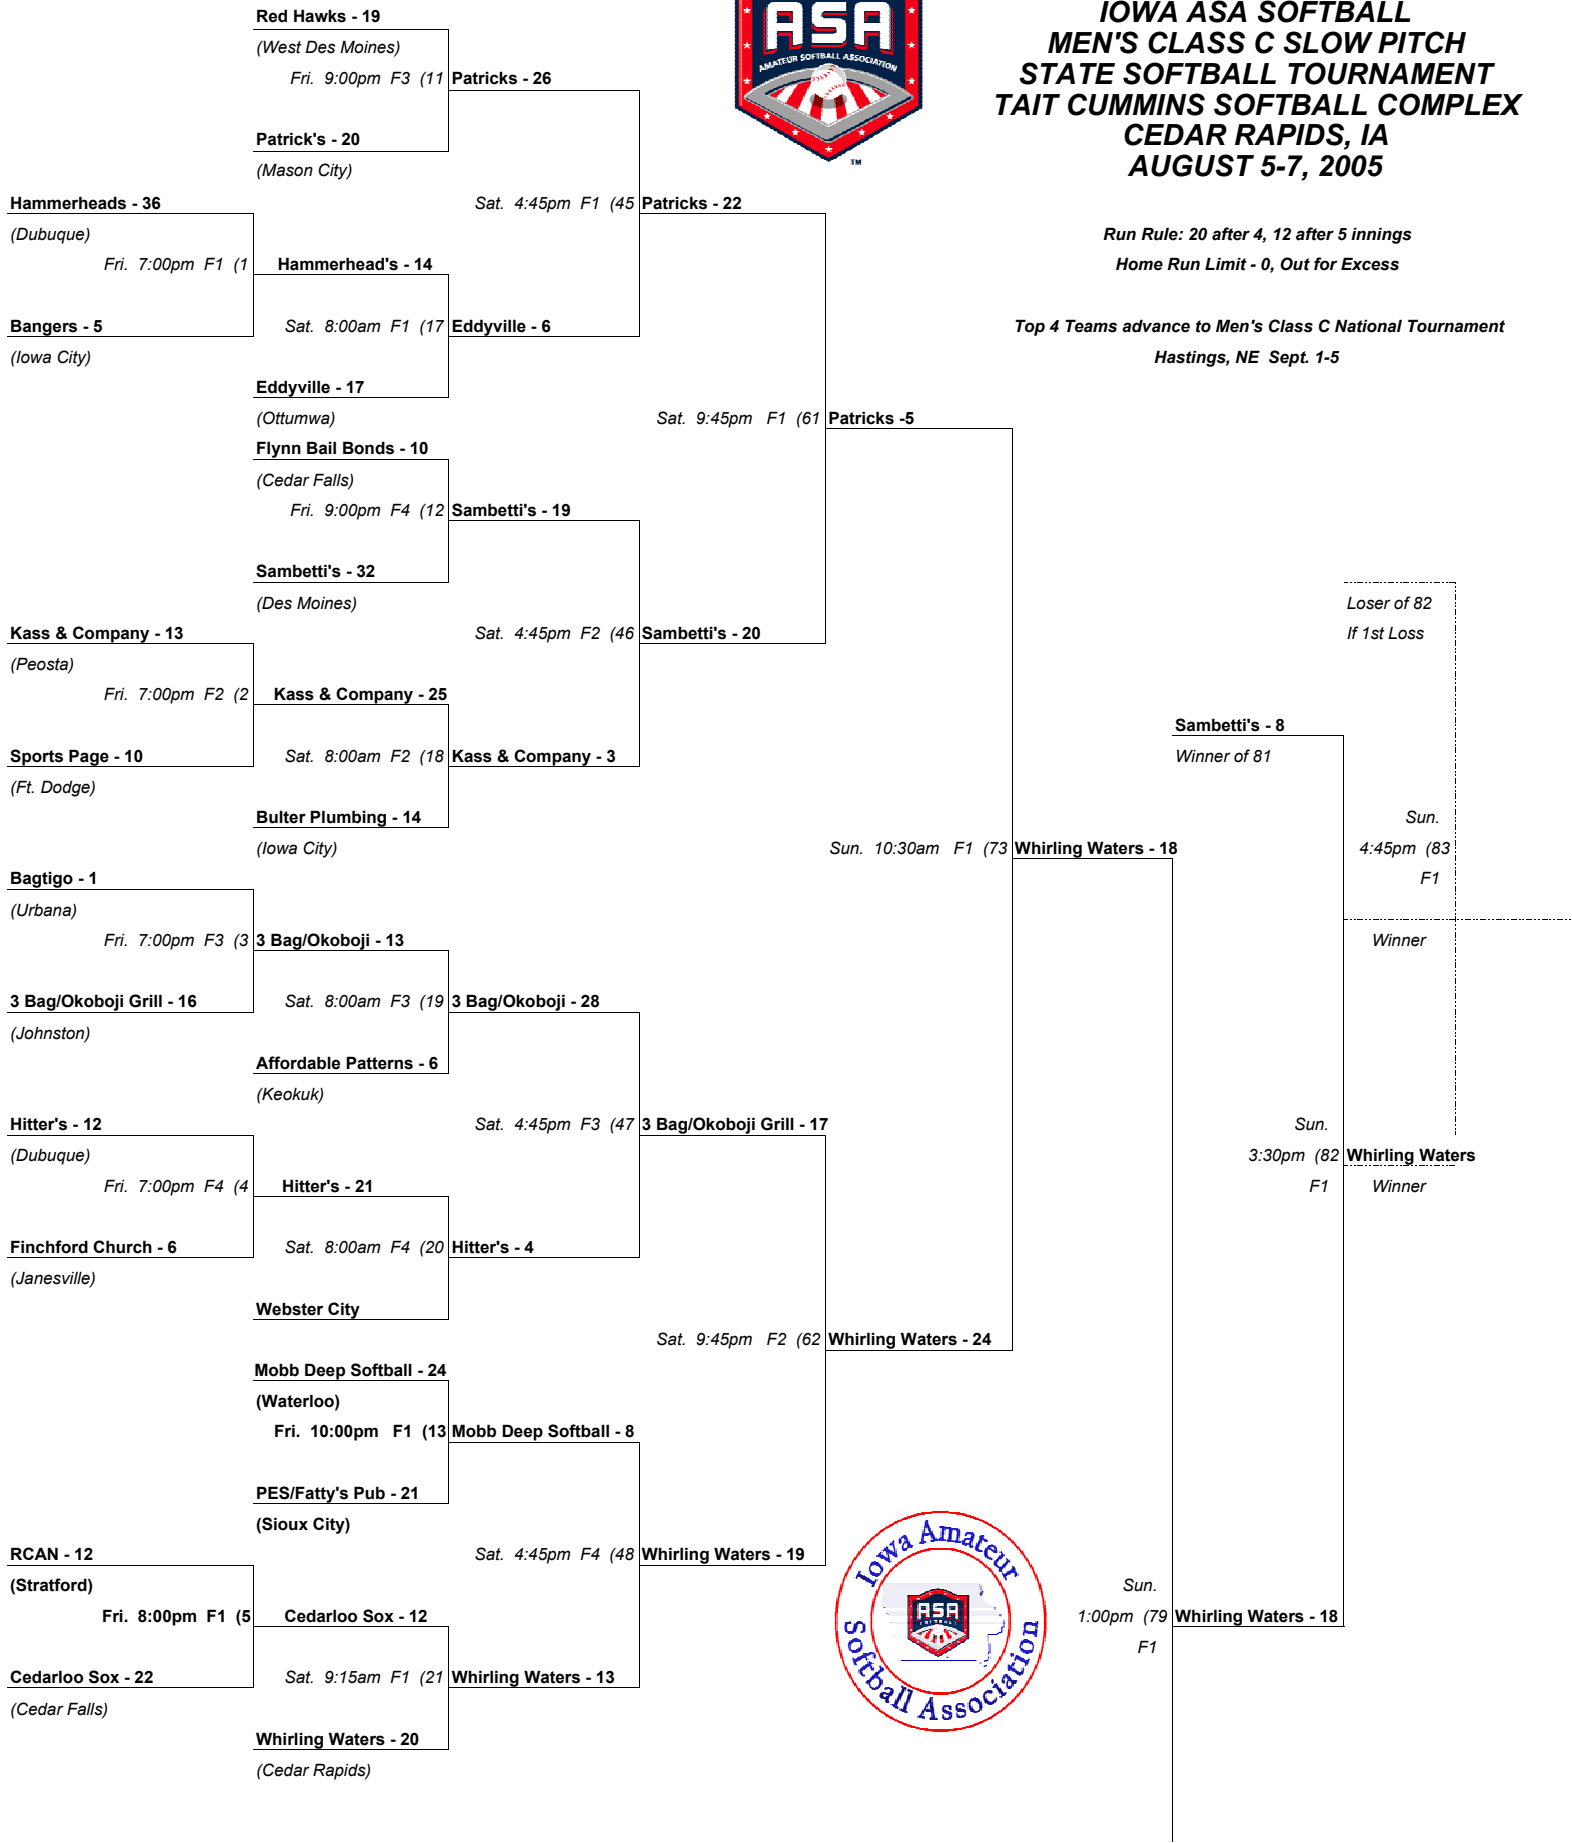 ASA
AMATEUR SOFTBALL ASSOCIATION
TM
IOWA ASA SOFTBALL
MEN'S CLASS C SLOW PITCH
STATE SOFTBALL TOURNAMENT
TAIT CUMMINS SOFTBALL COMPLEX
CEDAR RAPIDS, IA
AUGUST 5-7, 2005
Run Rule: 20 after 4, 12 after 5 innings
Home Run Limit - 0, Out for Excess
Top 4 Teams advance to Men's Class C National Tournament
Hastings, NE Sept. 1-5
Red Hawks - 19
(West Des Moines)
Fri. 9:00pm F3 (11
Patricks - 26
Patrick's - 20
(Mason City)
Hammerheads - 36
Sat. 4:45pm F1 (45
Patricks - 22
(Dubuque)
Fri. 7:00pm F1 (1
Hammerhead's - 14
Bangers - 5
Sat. 8:00am F1 (17
Eddyville - 6
(Iowa City)
Eddyville - 17
(Ottumwa)
Sat. 9:45pm F1 (61
Patricks -5
Flynn Bail Bonds - 10
(Cedar Falls)
Fri. 9:00pm F4 (12
Sambetti's - 19
Sambetti's - 32
(Des Moines)
Loser of 82
Kass & Company - 13
Sat. 4:45pm F2 (46
Sambetti's - 20
If 1st Loss
(Peosta)
Fri. 7:00pm F2 (2
Kass & Company - 25
Sambetti's - 8
Sports Page - 10
Sat. 8:00am F2 (18
Kass & Company - 3
Winner of 81
(Ft. Dodge)
Bulter Plumbing - 14
Sun.
(Iowa City)
Sun. 10:30am F1 (73
Whirling Waters - 18
4:45pm (83
Bagtigo - 1
F1
(Urbana)
Fri. 7:00pm F3 (3
3 Bag/Okoboji - 13
Winner
3 Bag/Okoboji Grill - 16
Sat. 8:00am F3 (19
3 Bag/Okoboji - 28
(Johnston)
Affordable Patterns - 6
(Keokuk)
Hitter's - 12
Sat. 4:45pm F3 (47
3 Bag/Okoboji Grill - 17
Sun.
(Dubuque)
3:30pm (82
Whirling Waters
Fri. 7:00pm F4 (4
Hitter's - 21
F1
Winner
Finchford Church - 6
Sat. 8:00am F4 (20
Hitter's - 4
(Janesville)
Webster City
Sat. 9:45pm F2 (62
Whirling Waters - 24
Mobb Deep Softball - 24
(Waterloo)
Fri. 10:00pm F1 (13
Mobb Deep Softball - 8
PES/Fatty's Pub - 21
(Sioux City)
RCAN - 12
Sat. 4:45pm F4 (48
Whirling Waters - 19
(Stratford)
Sun.
Fri. 8:00pm F1 (5
Cedarloo Sox - 12
1:00pm (79
Whirling Waters - 18
F1
Cedarloo Sox - 22
Sat. 9:15am F1 (21
Whirling Waters - 13
(Cedar Falls)
Whirling Waters - 20
(Cedar Rapids)
Iowa Amateur
Softball Association
ASA